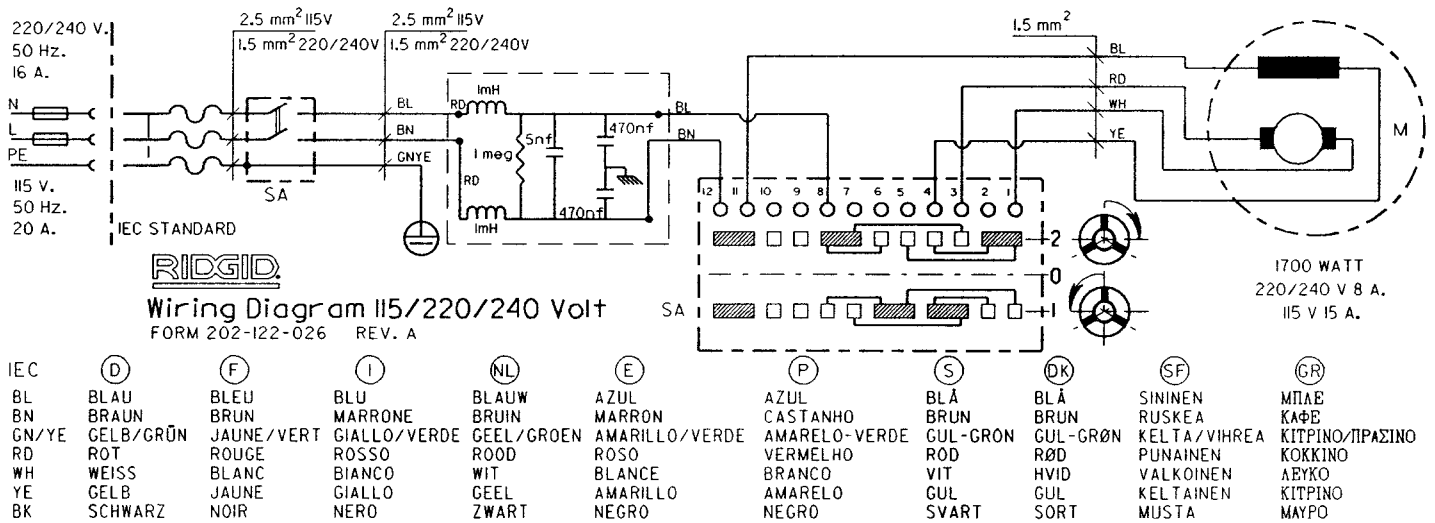 220/240 V.
50 Hz.
16 A.
N
L
PE
115 V.
50 Hz.
20 A.
IEC STANDARD
2.5 mm² 115V
1.5 mm² 220/240V
SA
2.5 mm² 115V
1.5 mm² 220/240V
BL
BN
GNYE
RD
1mH
1 meg
5nf
470nf
RD
470nf
1mH
BL
BN
1.5 mm²
BL
RD
WH
YE
M
12 11 10 9 8 7 6 5 4 3 2 1
2
0
SA
1
1700 WATT
220/240 V 8 A.
115 V 15 A.
RIDGID.
Wiring Diagram 115/220/240 Volt
FORM 202-122-026 REV. A
IEC D F I NL E P S DK SF GR
BL BLAU BLEU BLU BLAUW AZUL AZUL BLÅ BLÅ SININEN ΜΠΛΕ
BN BRAUN BRUN MARRONE BRUIN MARRON CASTANHO BRUN BRUN RUSKEA ΚΑΦΕ
GN/YE GELB/GRŪN JAUNE/VERT GIALLO/VERDE GEEL/GROEN AMARILLO/VERDE AMARELO-VERDE GUL-GRON GUL-GRØN KELTA/VIHREA ΚΙΤΡΙΝΟ/ΠΡΑΣΙΝΟ
RD ROT ROUGE ROSSO ROOD ROSO VERMELHO ROD RØD PUNAINEN ΚΟΚΚΙΝΟ
WH WEISS BLANC BIANCO WIT BLANCE BRANCO VIT HVID VALKOINEN ΛΕΥΚΟ
YE GELB JAUNE GIALLO GEEL AMARILLO AMARELO GUL GUL KELTAINEN ΚΙΤΡΙΝΟ
BK SCHWARZ NOIR NERO ZWART NEGRO NEGRO SVART SORT MUSTA ΜΑΥΡΟ